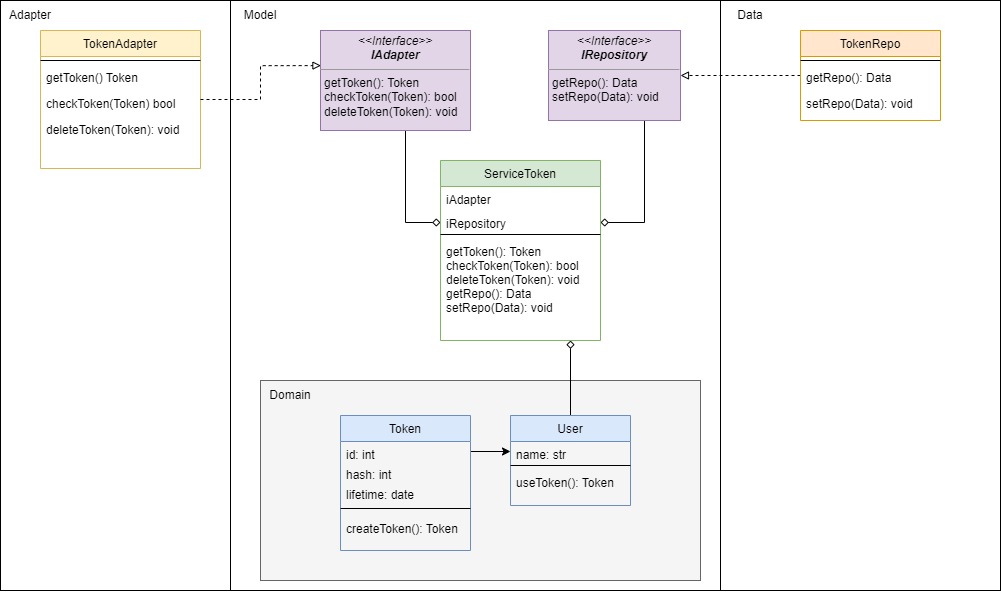 Adapter
TokenAdapter
getToken() Token
checkToken(Token) bool
deleteToken(Token): void
Model
<<Interface>>
IAdapter
getToken(): Token
checkToken(Token): bool
deleteToken(Token): void
<<Interface>>
IRepository
getRepo(): Data
setRepo(Data): void
ServiceToken
iAdapter
iRepository
getToken(): Token
checkToken(Token): bool
deleteToken(Token): void
getRepo(): Data
setRepo(Data): void
Domain
Token
id: int
hash: int
lifetime: date
createToken(): Token
User
name: str
useToken(): Token
Data
TokenRepo
getRepo(): Data
setRepo(Data): void